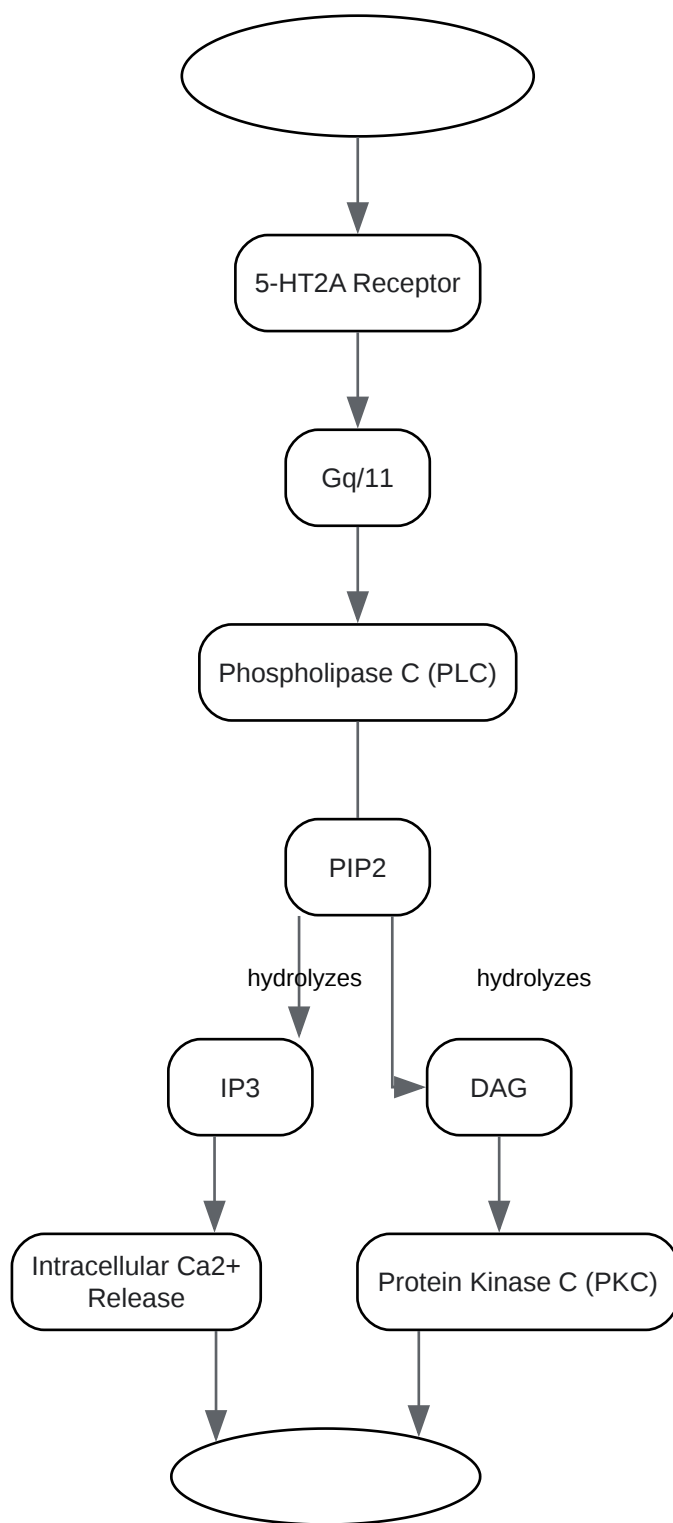 5-HT2A Receptor
Gq/11
Phospholipase C (PLC)
PIP2
hydrolyzes
hydrolyzes
IP3
DAG
Intracellular Ca2+
Release
Protein Kinase C (PKC)